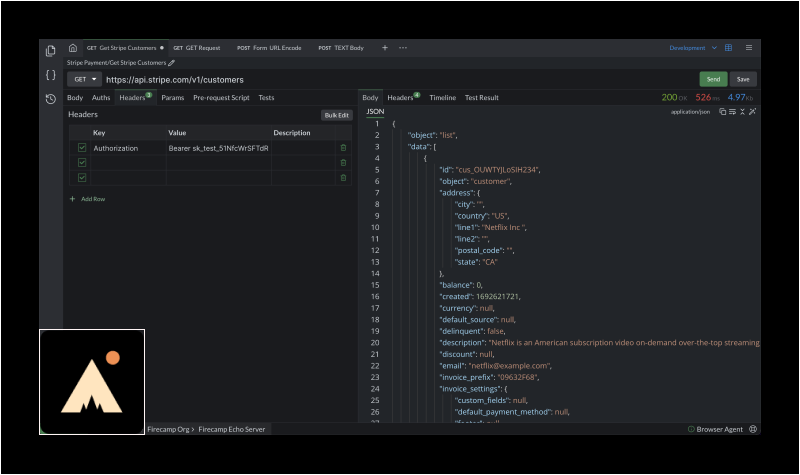 GET Get Stripe Customers GET GET Request POST Form URL Encode POST TEXT Body Development
Stripe Payment/Get Stripe Customers
GET https://api.stripe.com/v1/customers Send Save
Body Auths Headers 3 Params Pre-request Script Tests
Headers Bulk Edit
Key Value Description
Authorization Bearer sk_test_51NfcWrSFTdR
+ Add Row
Body Headers 4 Timeline Test Result 200 OK 526 ms 4.97Kb
JSON application/json
1 {
2 "object": "list",
3 "data": [
4 {
5 "id": "cus_OUWTYJLoSIH234",
6 "object": "customer",
7 "address": {
8 "city": "",
9 "country": "US",
10 "line1": "Netflix Inc ",
11 "line2": "",
12 "postal_code": "",
13 "state": "CA"
14 },
15 "balance": 0,
16 "created": 1692621721,
17 "currency": null,
18 "default_source": null,
19 "delinquent": false,
20 "description": "Netflix is an American subscription video on-demand over-the-top streaming
21 "discount": null,
22 "email": "netflix@example.com",
23 "invoice_prefix": "09632F68",
24 "invoice_settings": {
25 "custom_fields": null,
26 "default_payment_method": null,
27 "footer": null
Firecamp Org > Firecamp Echo Server Browser Agent